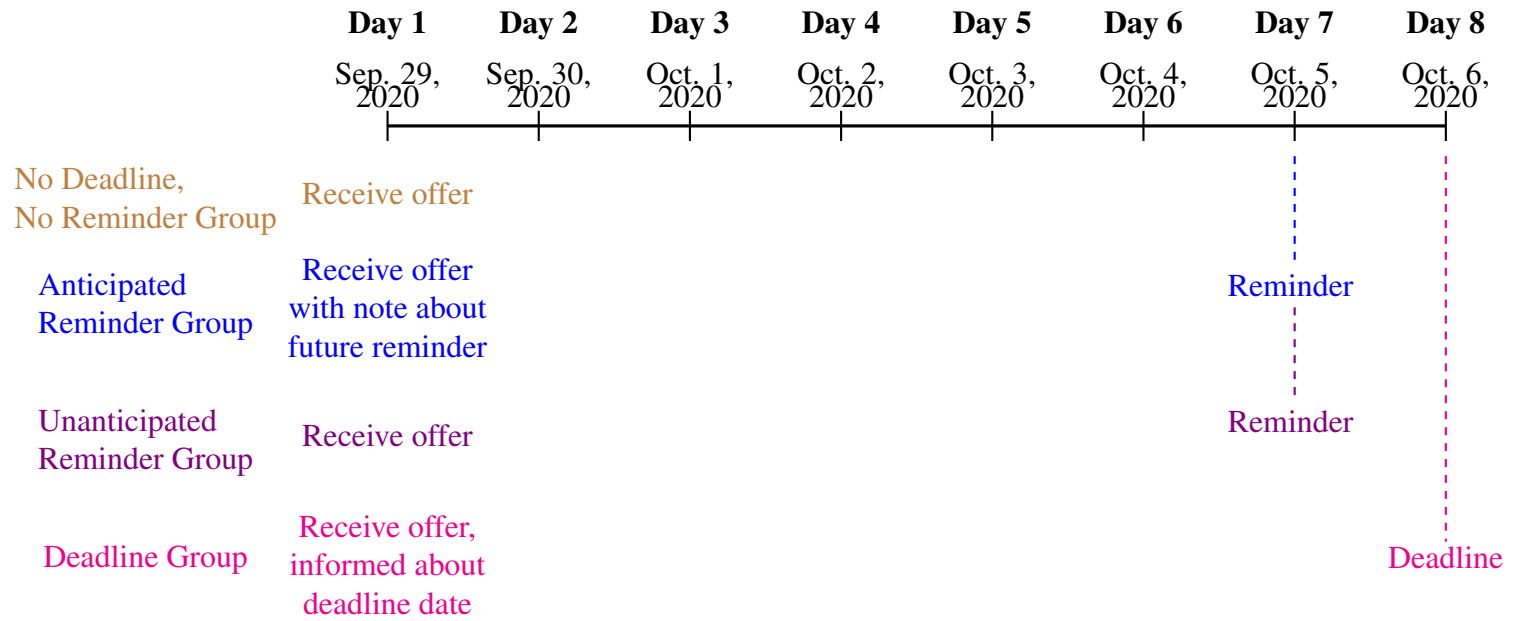 Day 1 Day 2 Day 3 Day 4 Day 5 Day 6 Day 7 Day 8
Sep. 29, Sep. 30, Oct. 1, Oct. 2, Oct. 3, Oct. 4, Oct. 5, Oct. 6,
2020 2020 2020 2020 2020 2020 2020 2020
No Deadline,
No Reminder Group
Receive offer
Anticipated
Reminder Group
Receive offer
with note about
future reminder
Reminder
Unanticipated
Reminder Group
Receive offer
Reminder
Deadline Group
Receive offer,
informed about
deadline date
Deadline